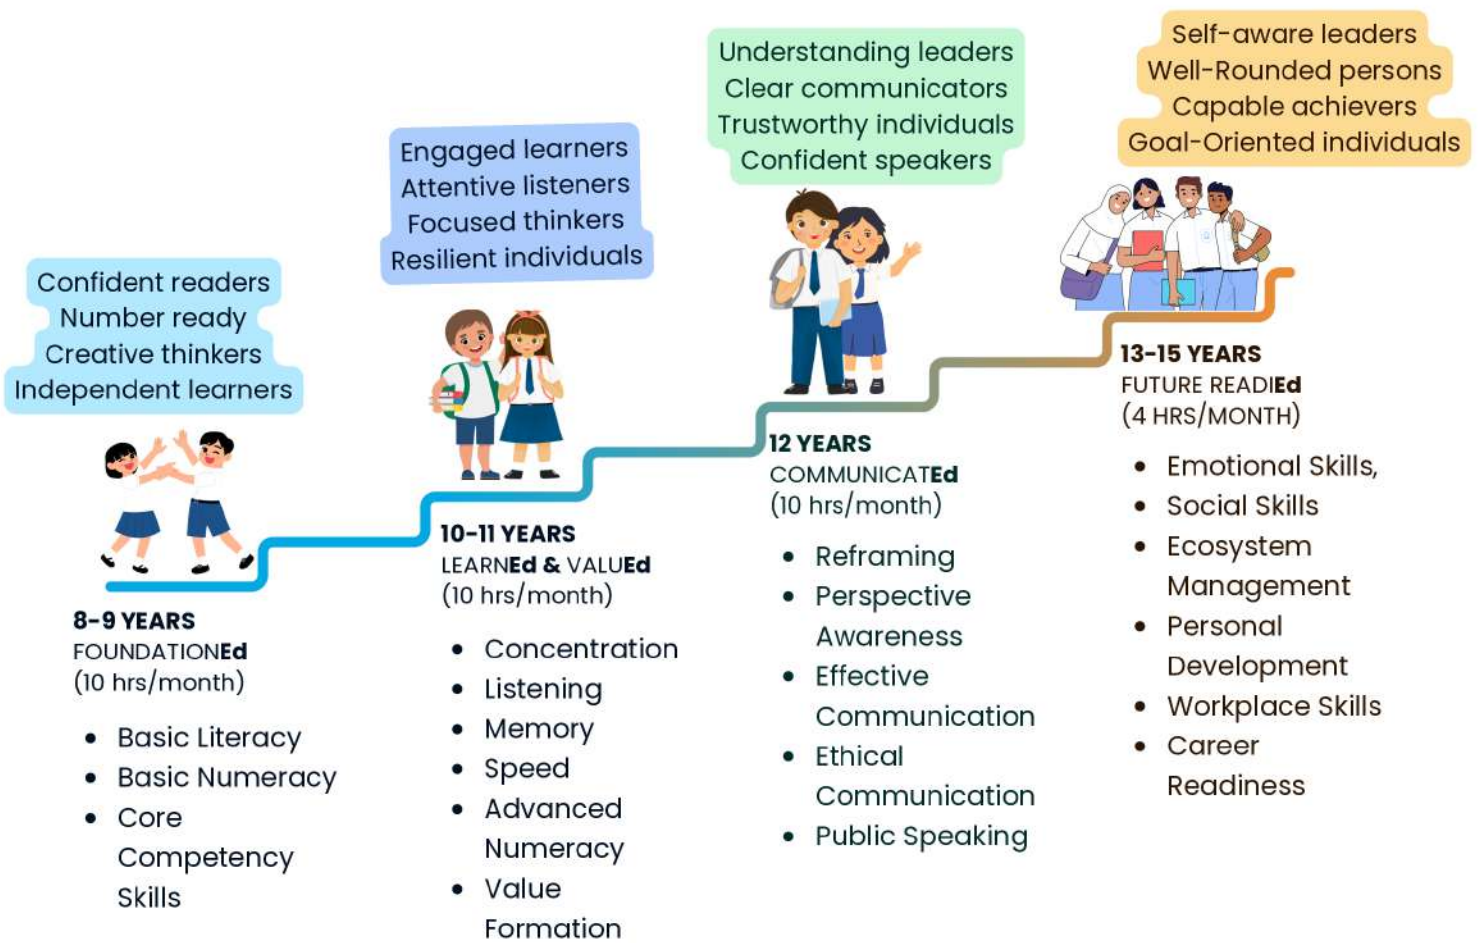 Confident readers
Number ready
Creative thinkers
Independent learners
8-9 YEARS
FOUNDATIONEd
(10 hrs/month)
• Basic Literacy
• Basic Numeracy
• Core
Competency
Skills
Engaged learners
Attentive listeners
Focused thinkers
Resilient individuals
10-11 YEARS
LEARNEd & VALUEd
(10 hrs/month)
• Concentration
• Listening
• Memory
• Speed
• Advanced
Numeracy
• Value
Formation
Understanding leaders
Clear communicators
Trustworthy individuals
Confident speakers
12 YEARS
COMMUNICATEd
(10 hrs/month)
• Reframing
• Perspective
Awareness
• Effective
Communication
• Ethical
Communication
• Public Speaking
Self-aware leaders
Well-Rounded persons
Capable achievers
Goal-Oriented individuals
13-15 YEARS
FUTURE READIEd
(4 HRS/MONTH)
• Emotional Skills,
• Social Skills
• Ecosystem
Management
• Personal
Development
• Workplace Skills
• Career
Readiness